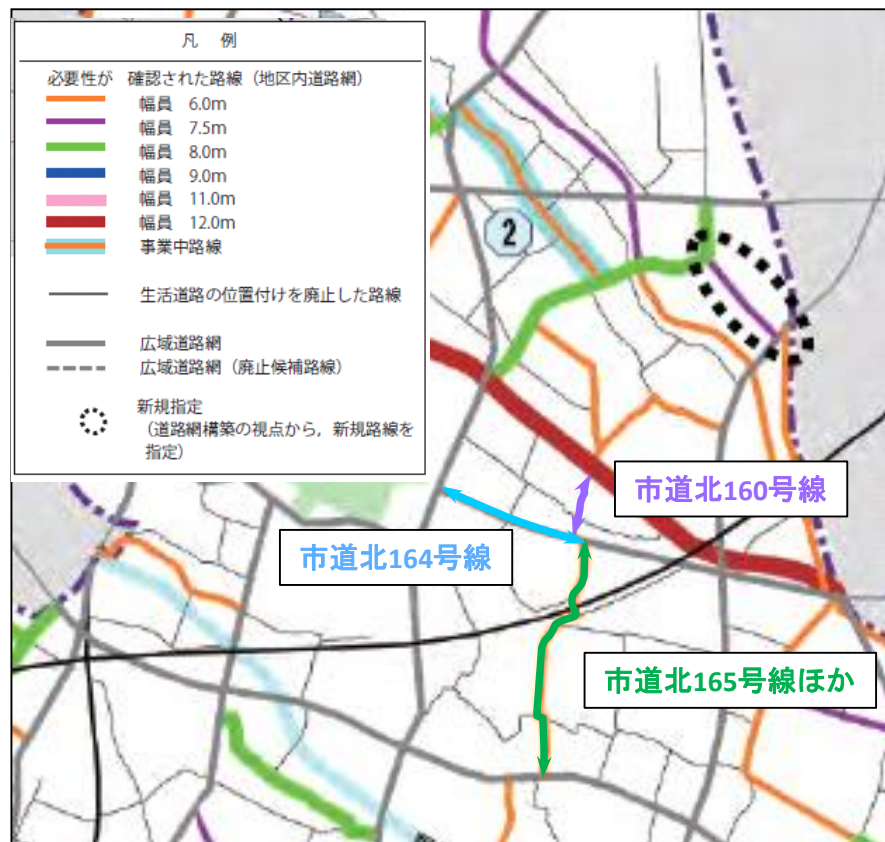 凡　例
必要性が　確認された路線（地区内道路網）
幅員　6.0m
幅員　7.5m
幅員　8.0m
幅員　9.0m
幅員　11.0m
幅員　12.0m
事業中路線
生活道路の位置付けを廃止した路線
広域道路網
広域道路網（廃止候補路線）
新規指定
（道路網構築の視点から，新規路線を
指定）
2
市道北160号線
市道北164号線
市道北165号線ほか